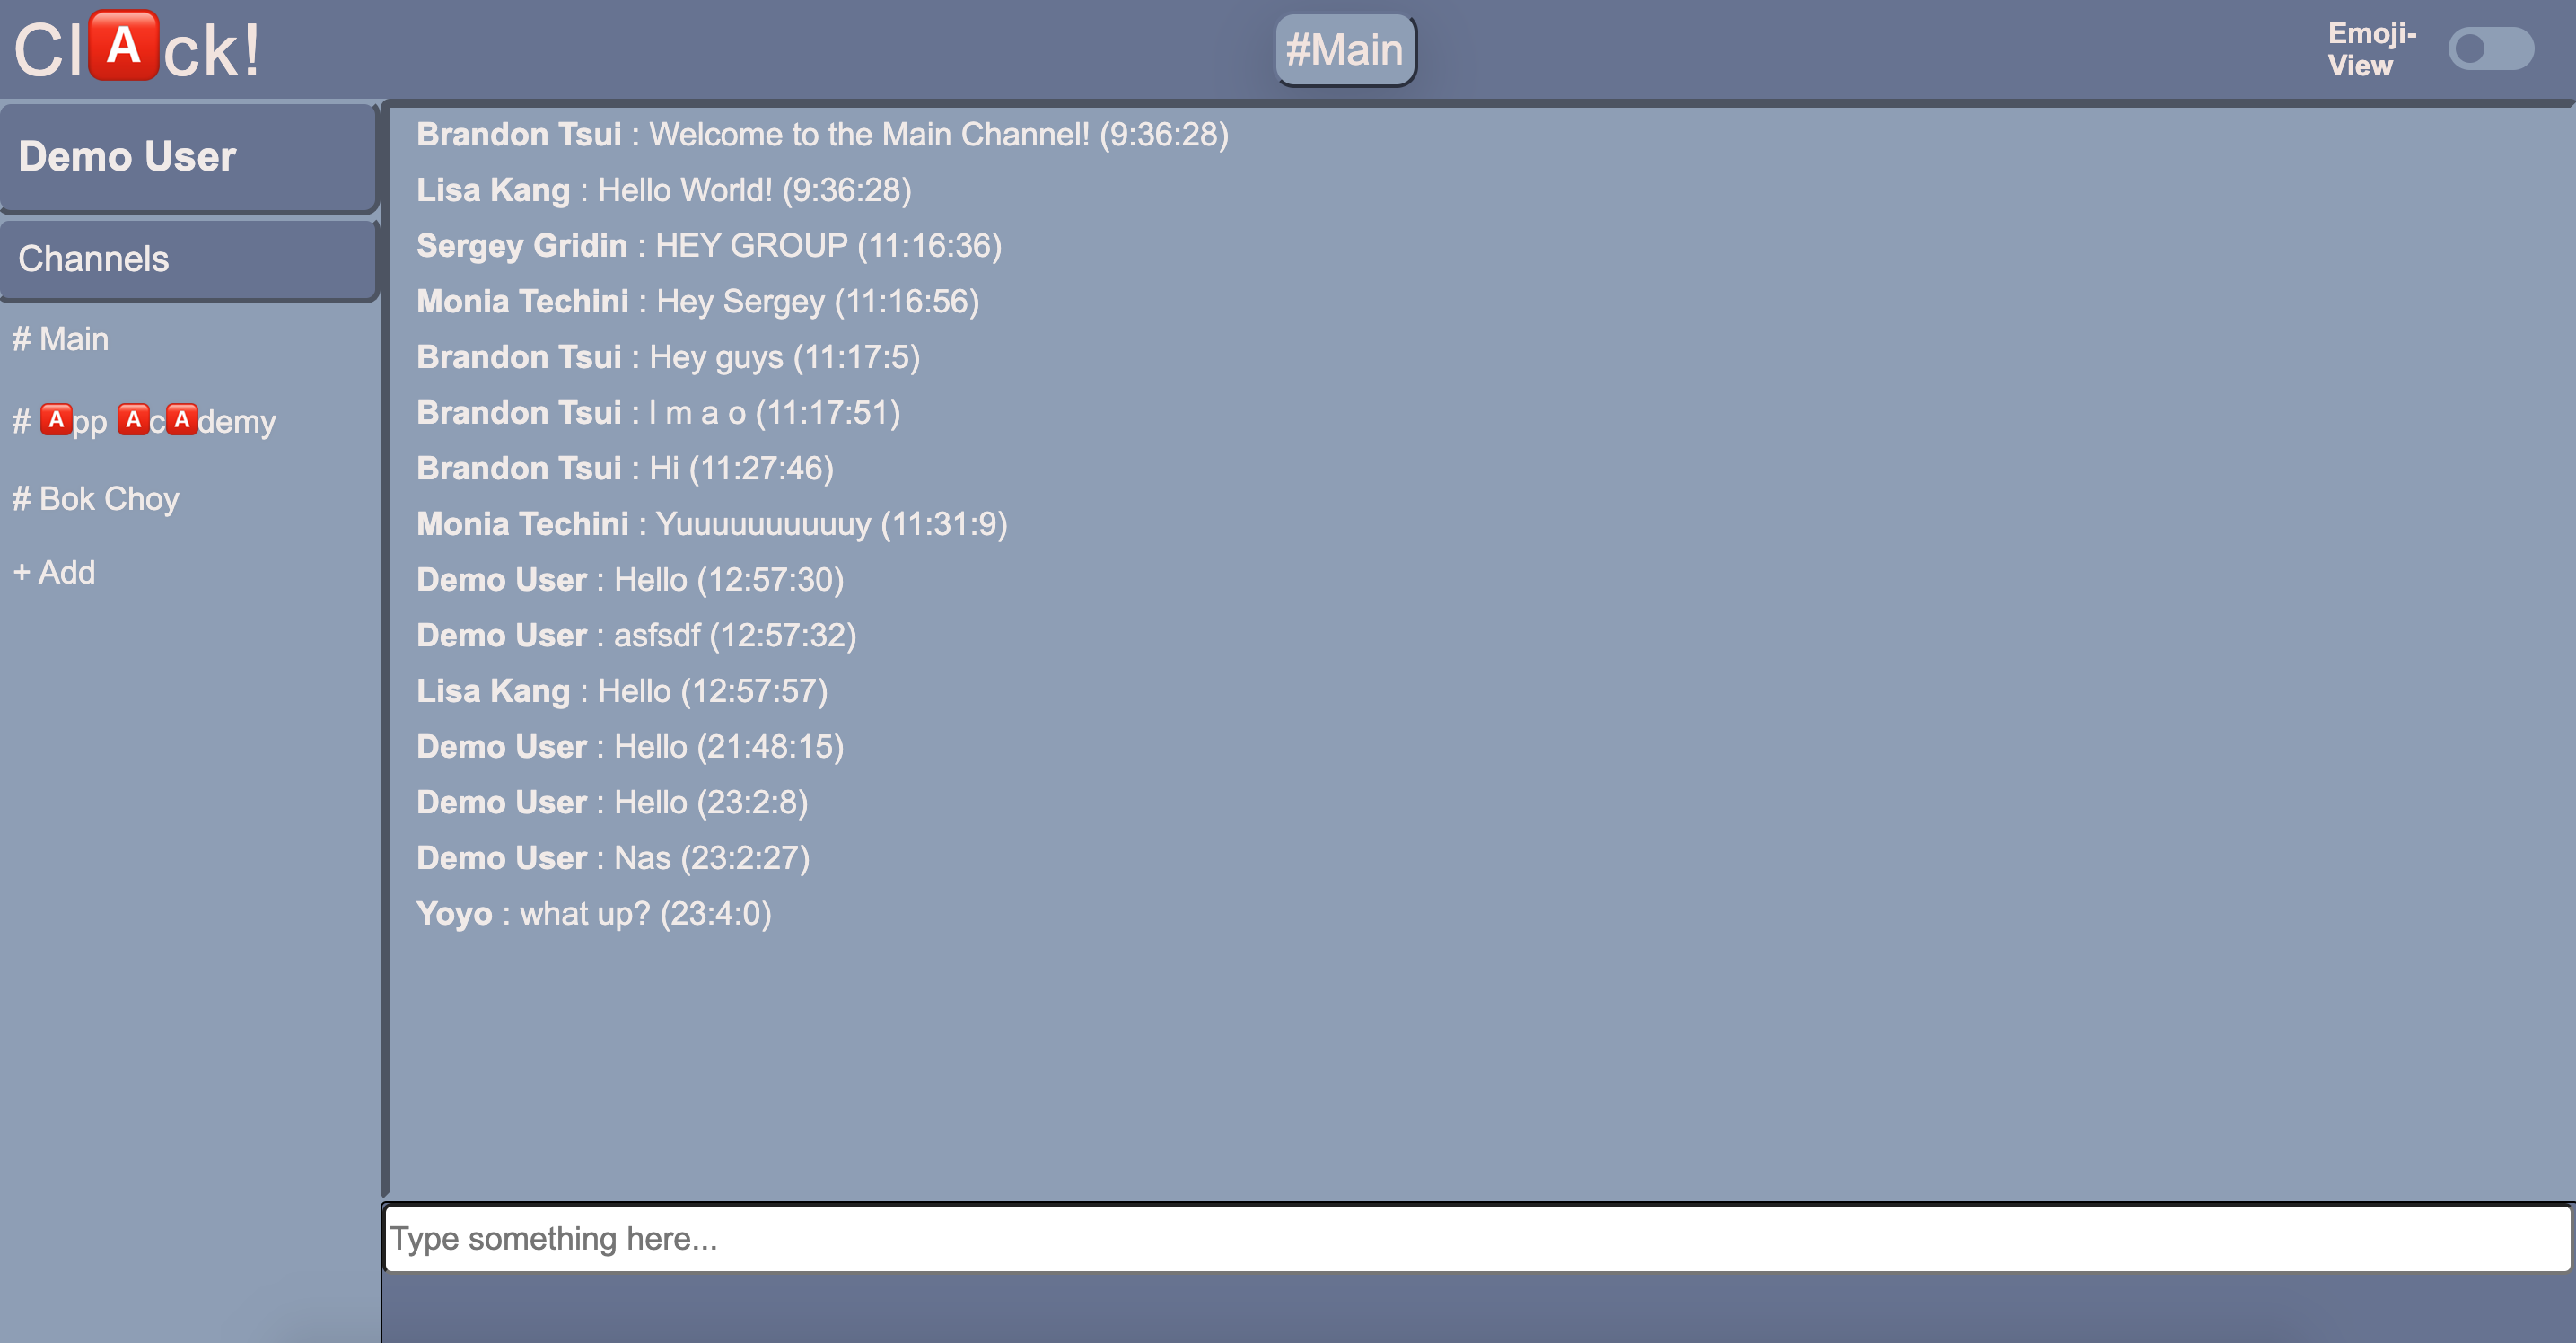 Cl🅰ck!
#Main
Emoji-
View
Demo User
Channels
# Main
# 🅰pp 🅰c🅰demy
# Bok Choy
+ Add
Brandon Tsui : Welcome to the Main Channel! (9:36:28)
Lisa Kang : Hello World! (9:36:28)
Sergey Gridin : HEY GROUP (11:16:36)
Monia Techini : Hey Sergey (11:16:56)
Brandon Tsui : Hey guys (11:17:5)
Brandon Tsui : l m a o (11:17:51)
Brandon Tsui : Hi (11:27:46)
Monia Techini : Yuuuuuuuuuuy (11:31:9)
Demo User : Hello (12:57:30)
Demo User : asfsdf (12:57:32)
Lisa Kang : Hello (12:57:57)
Demo User : Hello (21:48:15)
Demo User : Hello (23:2:8)
Demo User : Nas (23:2:27)
Yoyo : what up? (23:4:0)
Type something here...